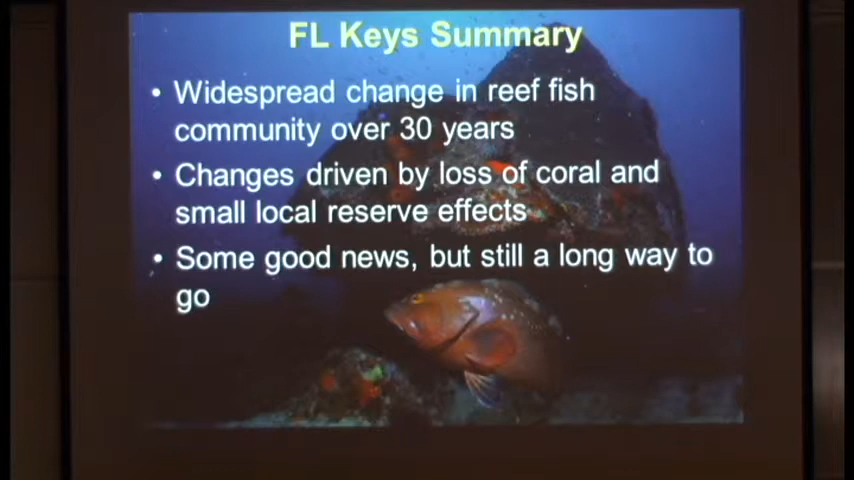 FL Keys Summary
• Widespread change in reef fish
community over 30 years
• Changes driven by loss of coral and
small local reserve effects
• Some good news, but still a long way to
go